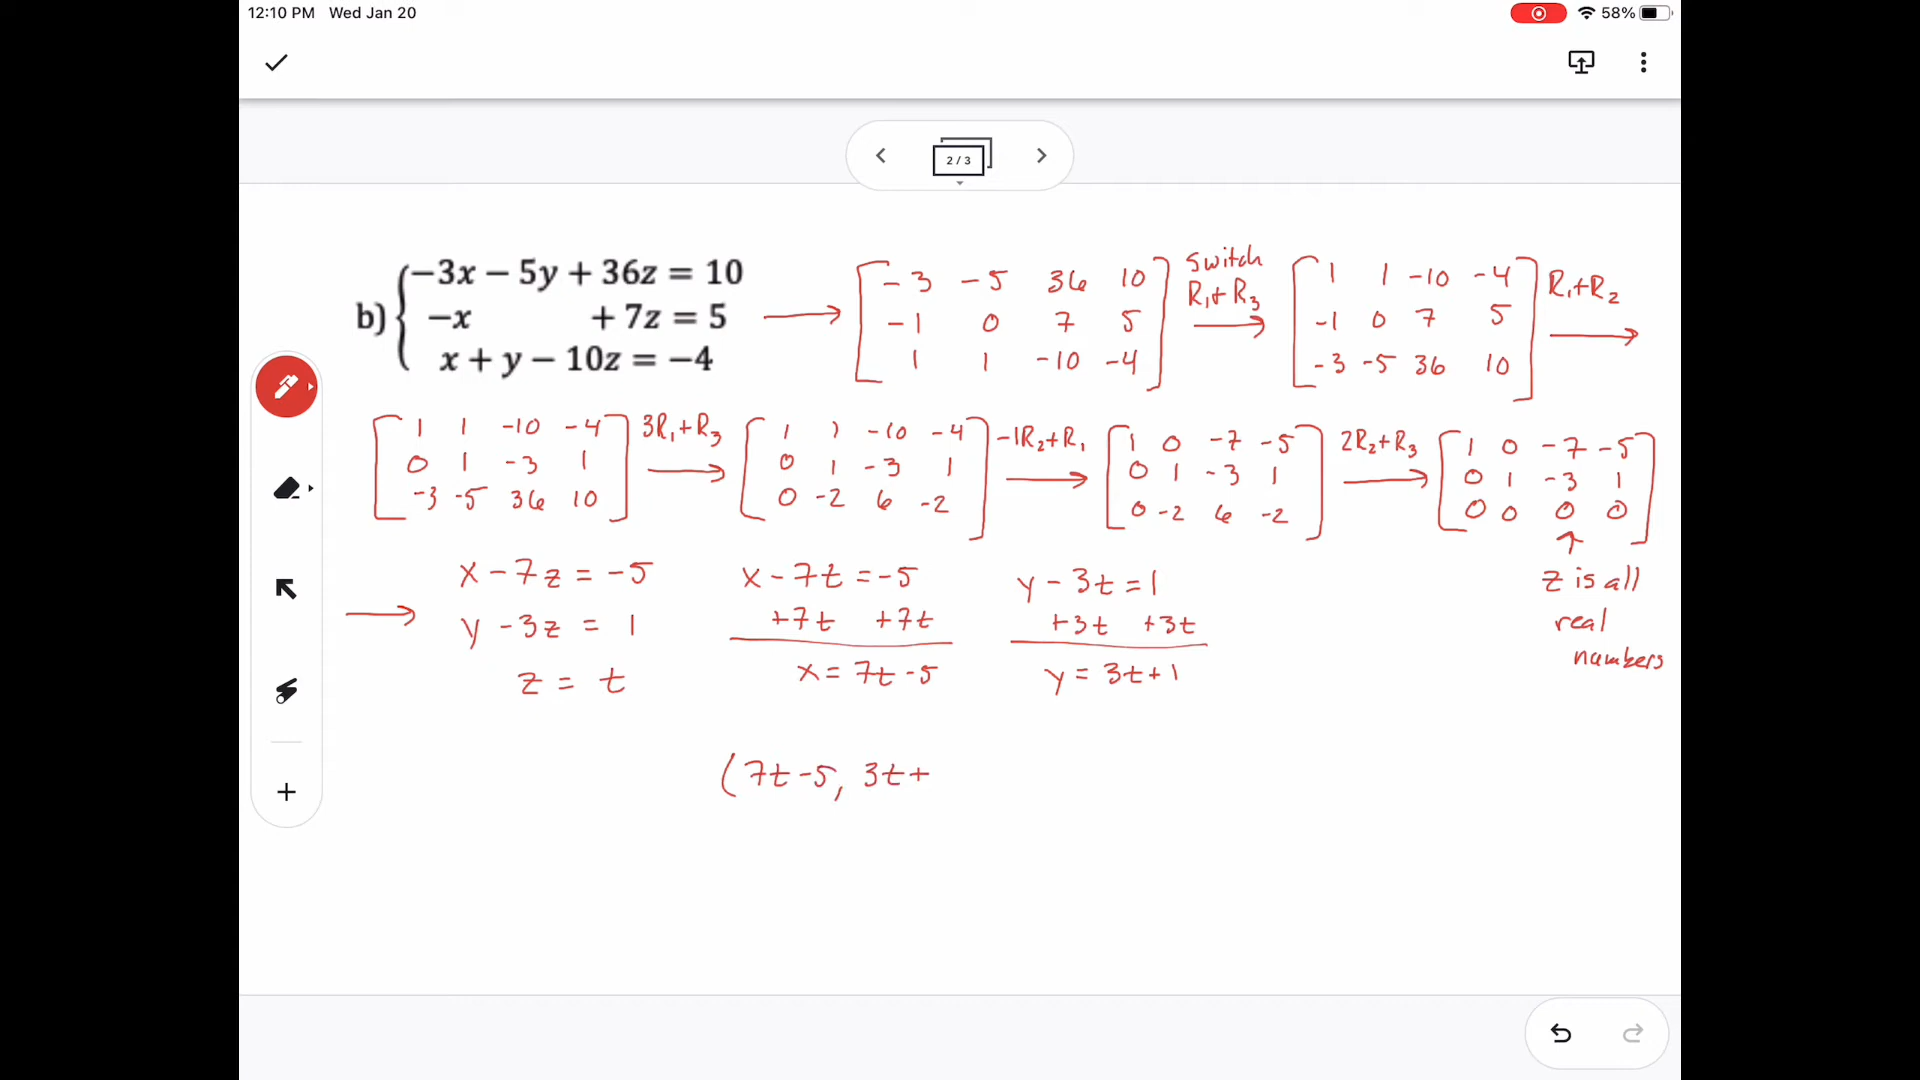 12:10 PM Wed Jan 20 58%
2 / 3
b) −3x − 5y + 36z = 10
−x + 7z = 5
x + y − 10z = −4
-3 -5 36 10
-1 0 7 5
1 1 -10 -4
Switch
R1+R3
1 1 -10 -4
-1 0 7 5
-3 -5 36 10
R1+R2
1 1 -10 -4
0 1 -3 1
-3 -5 36 10
3R1+R3
1 1 -10 -4
0 1 -3 1
0 -2 6 -2
-1R2+R1
1 0 -7 -5
0 1 -3 1
0 -2 6 -2
2R2+R3
1 0 -7 -5
0 1 -3 1
0 0 0 0
z is all
real
numbers
x - 7z = -5
y - 3z = 1
z = t
x - 7t = -5
+7t +7t
x = 7t - 5
y - 3t = 1
+3t +3t
y = 3t + 1
(7t - 5, 3t +